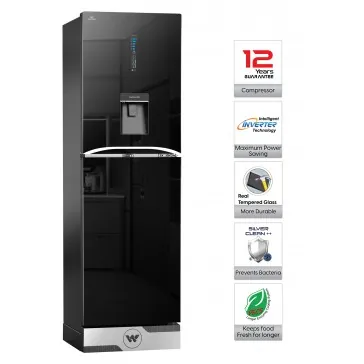 12
Years
GUARANTEE
Compressor
Intelligent
INVERTER
Technology
Maximum Power
Saving
Real
Tempered Glass
More Durable
SILVER
CLEAN ++
Prevents Bacteria
Keeps food
Fresh for longer
W